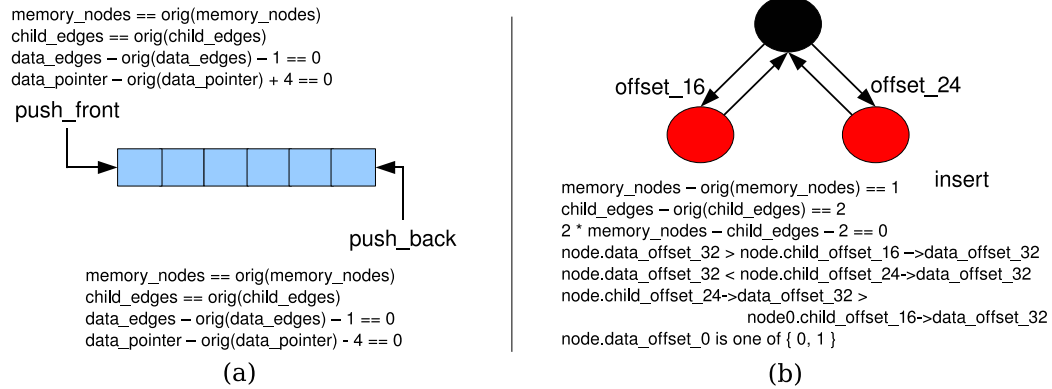 memory_nodes == orig(memory_nodes)
child_edges == orig(child_edges)
data_edges – orig(data_edges) – 1 == 0
data_pointer – orig(data_pointer) + 4 == 0
push_front
push_back
memory_nodes == orig(memory_nodes)
child_edges == orig(child_edges)
data_edges – orig(data_edges) – 1 == 0
data_pointer – orig(data_pointer) - 4 == 0
(a)
offset_16
offset_24
insert
memory_nodes – orig(memory_nodes) == 1
child_edges – orig(child_edges) == 2
2 * memory_nodes – child_edges – 2 == 0
node.data_offset_32 > node.child_offset_16 –>data_offset_32
node.data_offset_32 < node.child_offset_24->data_offset_32
node.child_offset_24->data_offset_32 >
node0.child_offset_16->data_offset_32
node.data_offset_0 is one of { 0, 1 }
(b)